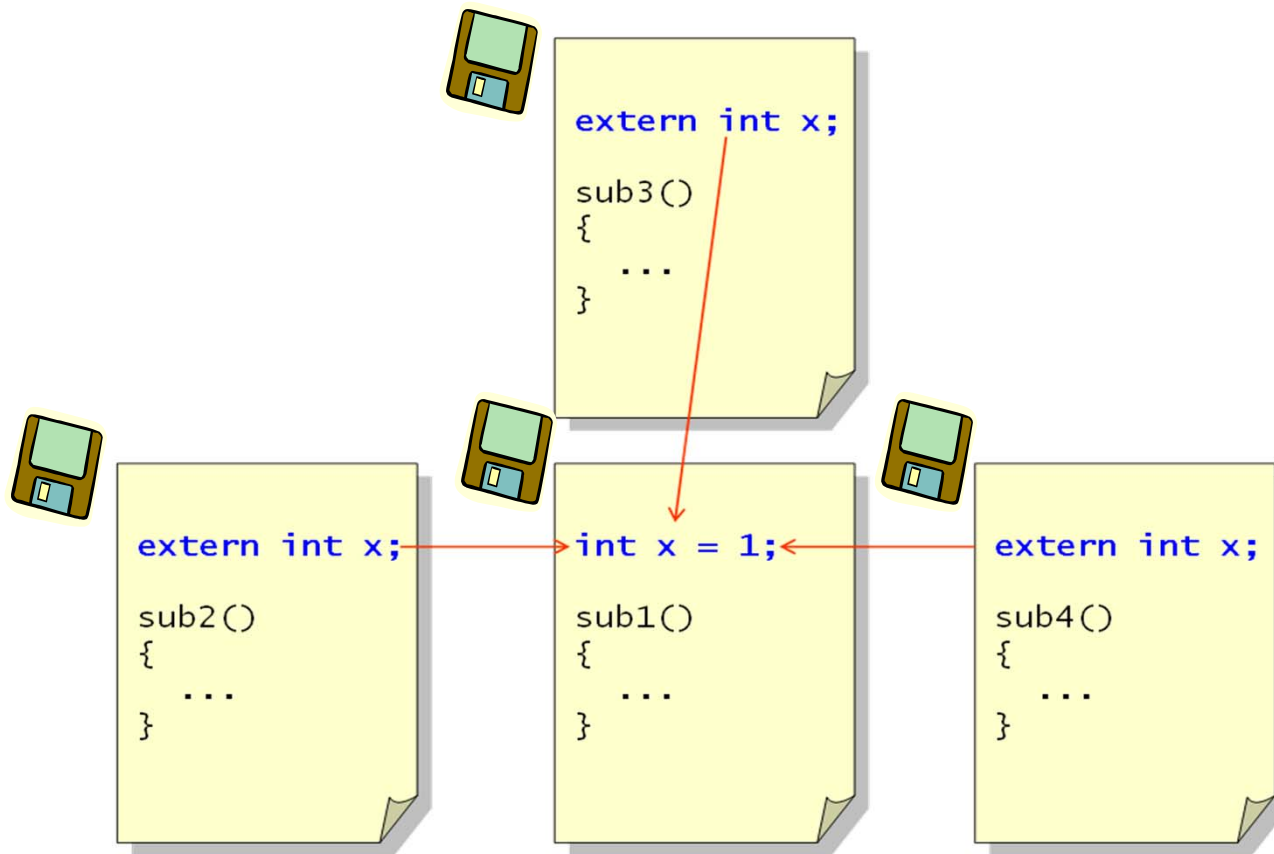 extern int x;
sub3()
{
...
}
extern int x;
sub2()
{
...
}
int x = 1;
sub1()
{
...
}
extern int x;
sub4()
{
...
}